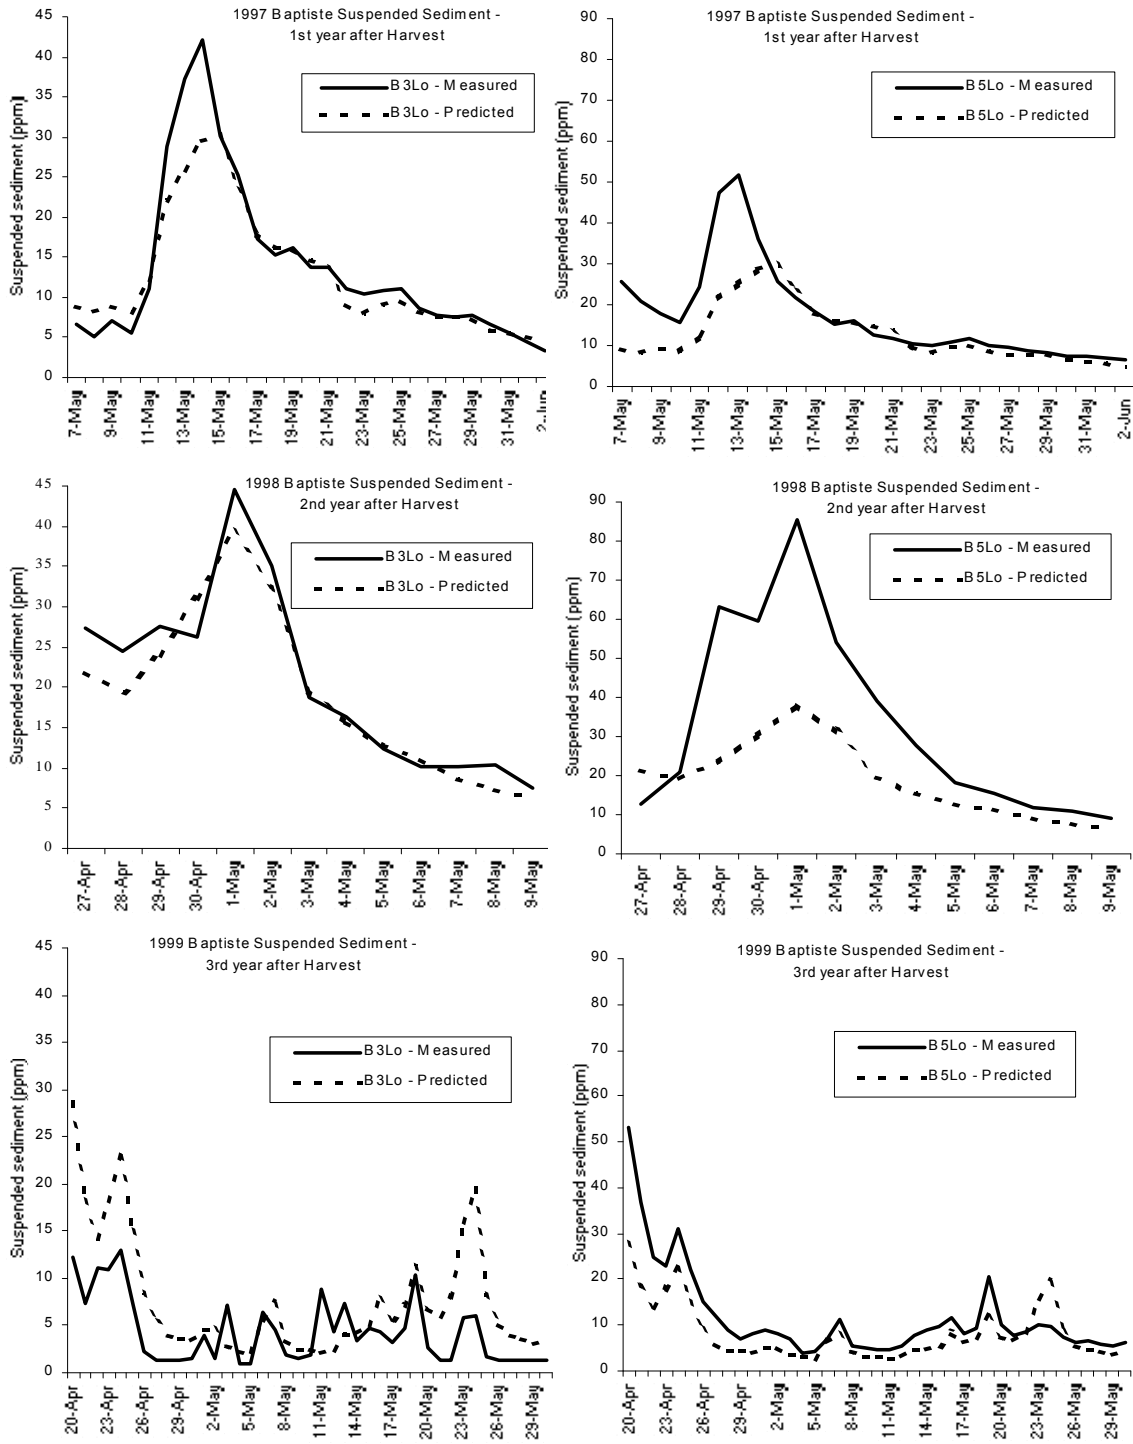 1997 Baptiste Suspended Sediment -
1st year after Harvest
B3Lo - Measured
B3Lo - Predicted
Suspended sediment (ppm)
45
40
35
30
25
20
15
10
5
0
7-May
9-May
11-May
13-May
15-May
17-May
19-May
21-May
23-May
25-May
27-May
29-May
31-May
2-Jun
1997 Baptiste Suspended Sediment -
1st year after Harvest
B5Lo - Measured
B5Lo - Predicted
Suspended sediment (ppm)
90
80
70
60
50
40
30
20
10
0
7-May
9-May
11-May
13-May
15-May
17-May
19-May
21-May
23-May
25-May
27-May
29-May
31-May
2-Jun
1998 Baptiste Suspended Sediment -
2nd year after Harvest
B3Lo - Measured
B3Lo - Predicted
Suspended sediment (ppm)
45
40
35
30
25
20
15
10
5
0
27-Apr
28-Apr
29-Apr
30-Apr
1-May
2-May
3-May
4-May
5-May
6-May
7-May
8-May
9-May
1998 Baptiste Suspended Sediment -
2nd year after Harvest
B5Lo - Measured
B5Lo - Predicted
Suspended sediment (ppm)
90
80
70
60
50
40
30
20
10
0
27-Apr
28-Apr
29-Apr
30-Apr
1-May
2-May
3-May
4-May
5-May
6-May
7-May
8-May
9-May
1999 Baptiste Suspended Sediment -
3rd year after Harvest
B3Lo - Measured
B3Lo - Predicted
Suspended sediment (ppm)
45
40
35
30
25
20
15
10
5
0
20-Apr
23-Apr
26-Apr
29-Apr
2-May
5-May
8-May
11-May
14-May
17-May
20-May
23-May
26-May
29-May
1999 Baptiste Suspended Sediment -
3rd year after Harvest
B5Lo - Measured
B5Lo - Predicted
Suspended sediment (ppm)
90
80
70
60
50
40
30
20
10
0
20-Apr
23-Apr
26-Apr
29-Apr
2-May
5-May
8-May
11-May
14-May
17-May
20-May
23-May
26-May
29-May